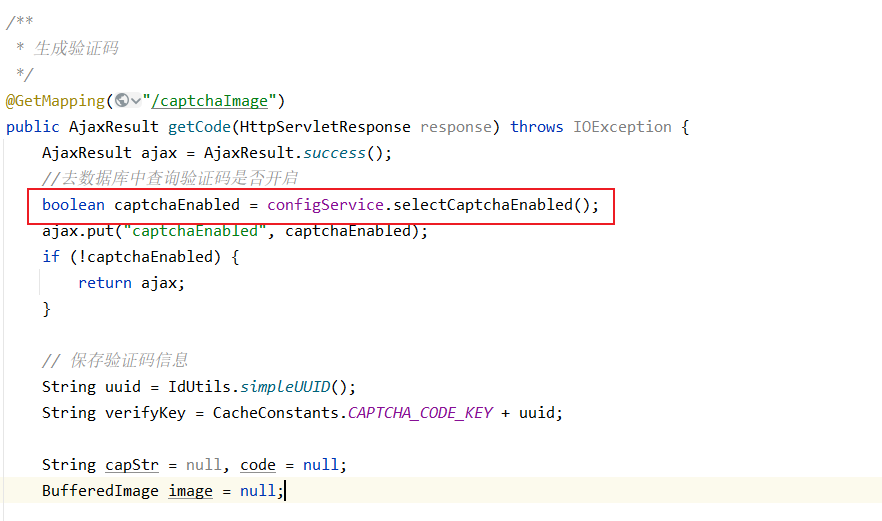 /**
 * 生成验证码
 */
@GetMapping("/captchaImage")
public AjaxResult getCode(HttpServletResponse response) throws IOException {
    AjaxResult ajax = AjaxResult.success();
    //去数据库中查询验证码是否开启
    boolean captchaEnabled = configService.selectCaptchaEnabled();
    ajax.put("captchaEnabled", captchaEnabled);
    if (!captchaEnabled) {
        return ajax;
    }
    // 保存验证码信息
    String uuid = IdUtils.simpleUUID();
    String verifyKey = CacheConstants.CAPTCHA_CODE_KEY + uuid;
    String capStr = null, code = null;
    BufferedImage image = null;